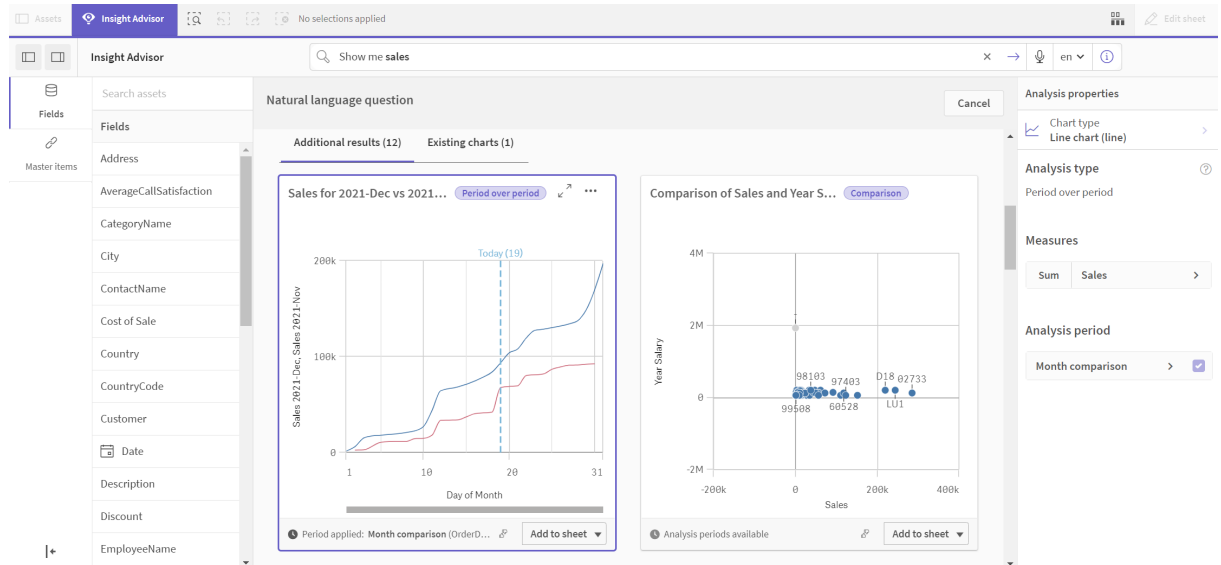 Assets
Insight Advisor
No selections applied
Edit sheet
Insight Advisor
Show me sales
en
Fields
Master items
Search assets
Fields
Address
AverageCallSatisfaction
CategoryName
City
ContactName
Cost of Sale
Country
CountryCode
Customer
Date
Description
Discount
EmployeeName
Natural language question
Cancel
Additional results (12)
Existing charts (1)
Sales for 2021-Dec vs 2021...
Period over period
Today (19)
200k
100k
0
Sales 2021-Dec, Sales 2021-Nov
1
10
20
31
Day of Month
Period applied: Month comparison (OrderD...
Add to sheet
Comparison of Sales and Year S...
Comparison
4M
2M
0
-2M
Year Salary
-
98103
97403
D18
02733
99508
60528
LU1
-200k
0
200k
400k
Sales
Analysis periods available
Add to sheet
Analysis properties
Chart type
Line chart (line)
Analysis type
Period over period
Measures
Sum
Sales
Analysis period
Month comparison